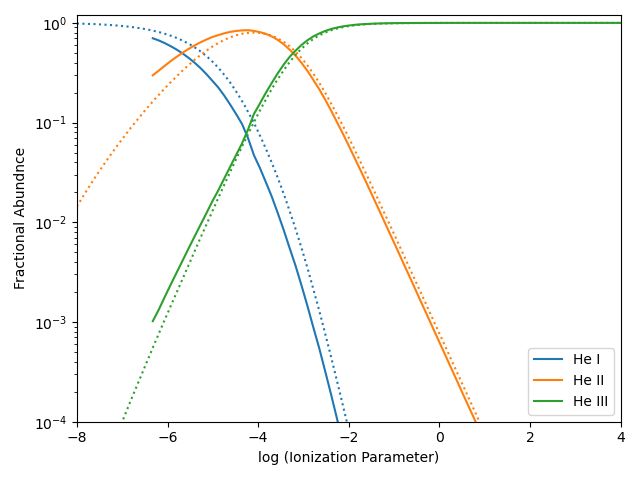 10⁰
10⁻¹
10⁻²
10⁻³
10⁻⁴
Fractional Abundnce
−8 −6 −4 −2 0 2 4
log (Ionization Parameter)
He I
He II
He III